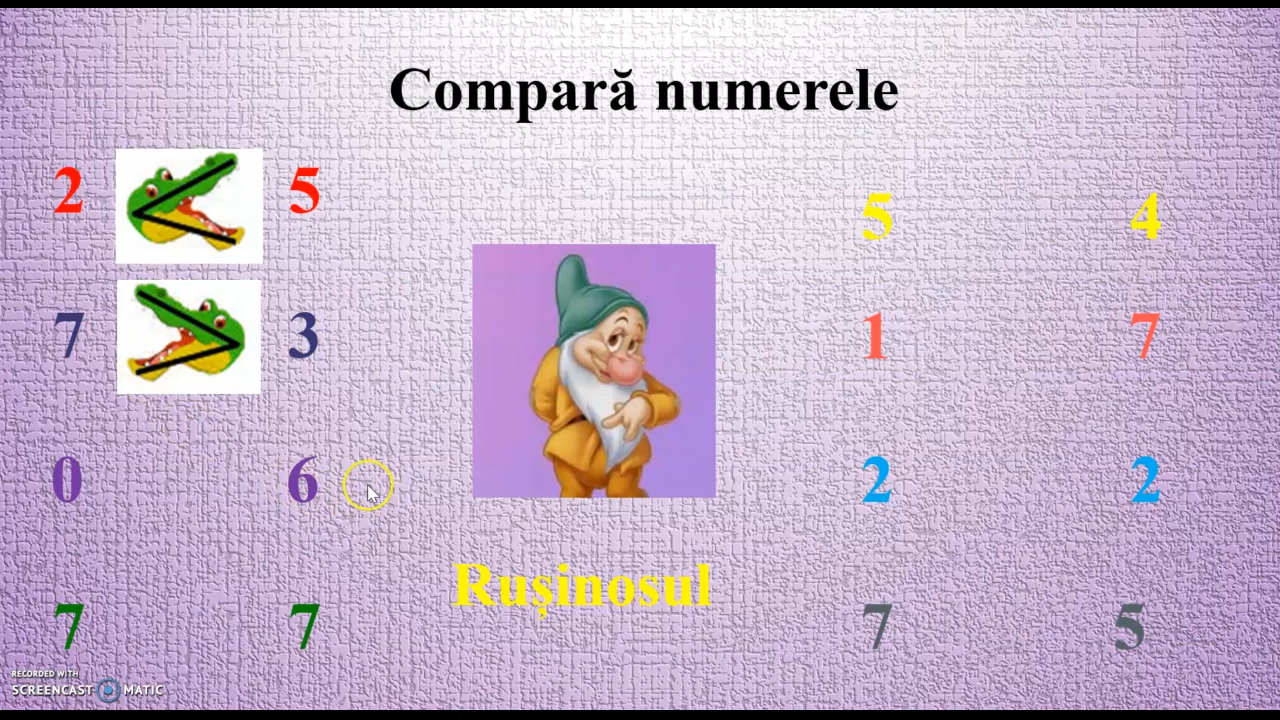 Compară numerele
2 < 5
5 4
7 > 3
1 7
0 6
2 2
Rușinosul
7 7
7 5
RECORDED WITH
SCREENCAST MATIC